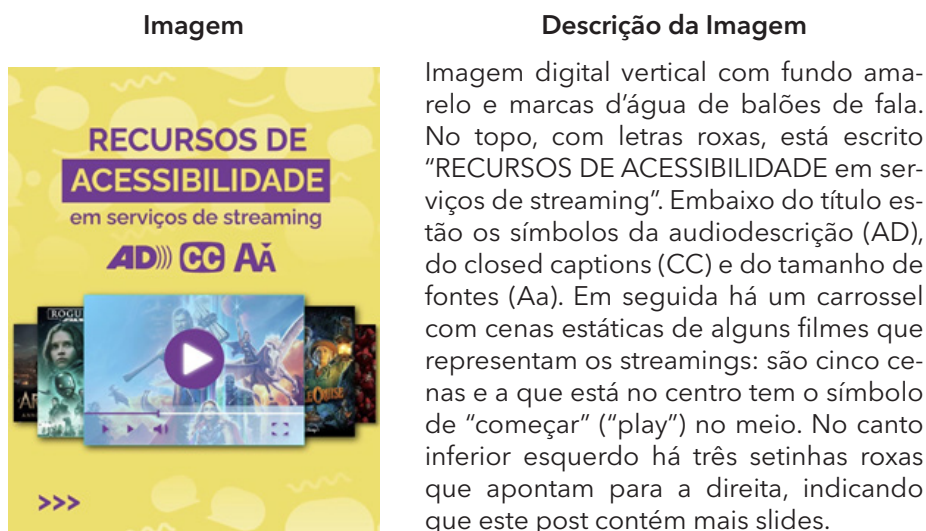 Imagem
RECURSOS DE
ACESSIBILIDADE
em serviços de streaming
AD CC AA
ROGU
AR
Descrição da Imagem
Imagem digital vertical com fundo ama-
relo e marcas d’água de balões de fala.
No topo, com letras roxas, está escrito
“RECURSOS DE ACESSIBILIDADE em ser-
viços de streaming”. Embaixo do título es-
tão os símbolos da audiodescrição (AD),
do closed captions (CC) e do tamanho de
fontes (Aa). Em seguida há um carrossel
com cenas estáticas de alguns filmes que
representam os streamings: são cinco ce-
nas e a que está no centro tem o símbolo
de “começar” (“play”) no meio. No canto
inferior esquerdo há três setinhas roxas
que apontam para a direita, indicando
que este post contém mais slides.